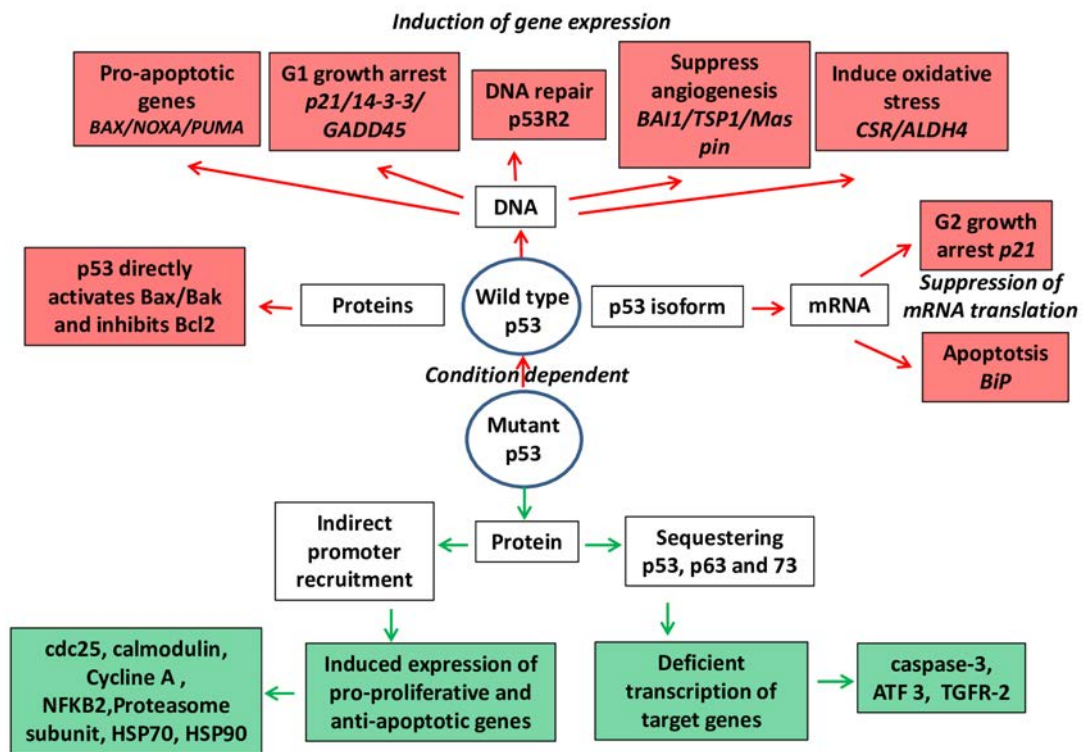 Induction of gene expression
Pro-apoptotic
genes
BAX/NOXA/PUMA
G1 growth arrest
p21/14-3-3/
GADD45
DNA repair
p53R2
Suppress
angiogenesis
BAI1/TSP1/Mas
pin
Induce oxidative
stress
CSR/ALDH4
DNA
p53 directly
activates Bax/Bak
and inhibits Bcl2
Proteins
Wild type
p53
p53 isoform
mRNA
G2 growth
arrest p21
Suppression of
mRNA translation
Apoptotsis
BiP
Condition dependent
Mutant
p53
Indirect
promoter
recruitment
Protein
Sequestering
p53, p63 and 73
cdc25, calmodulin,
Cycline A ,
NFKB2,Proteasome
subunit, HSP70, HSP90
Induced expression of
pro-proliferative and
anti-apoptotic genes
Deficient
transcription of
target genes
caspase-3,
ATF 3, TGFR-2